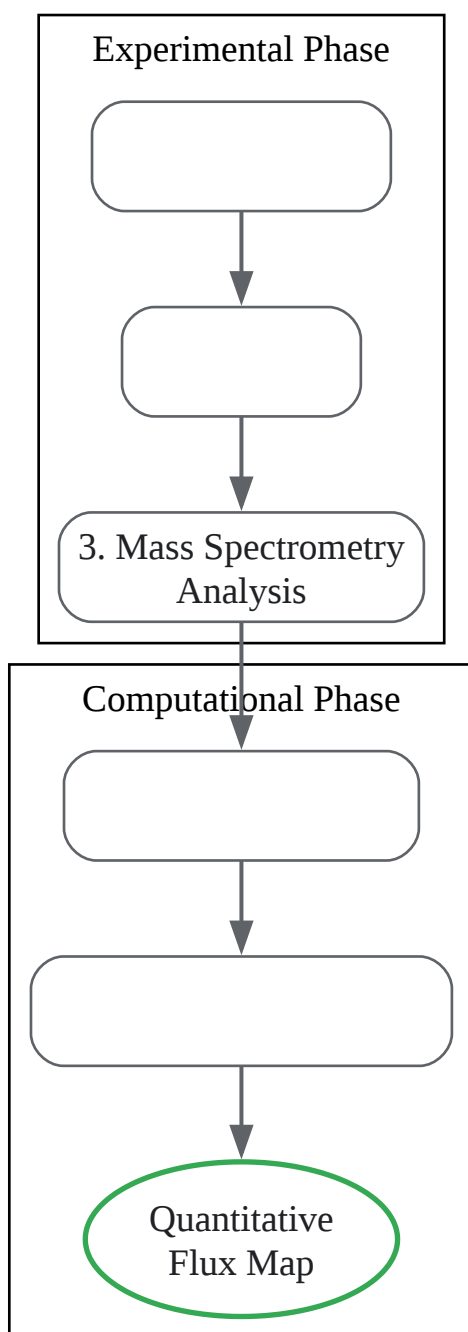 Experimental Phase
3. Mass Spectrometry
Analysis
Computational Phase
Quantitative
Flux Map